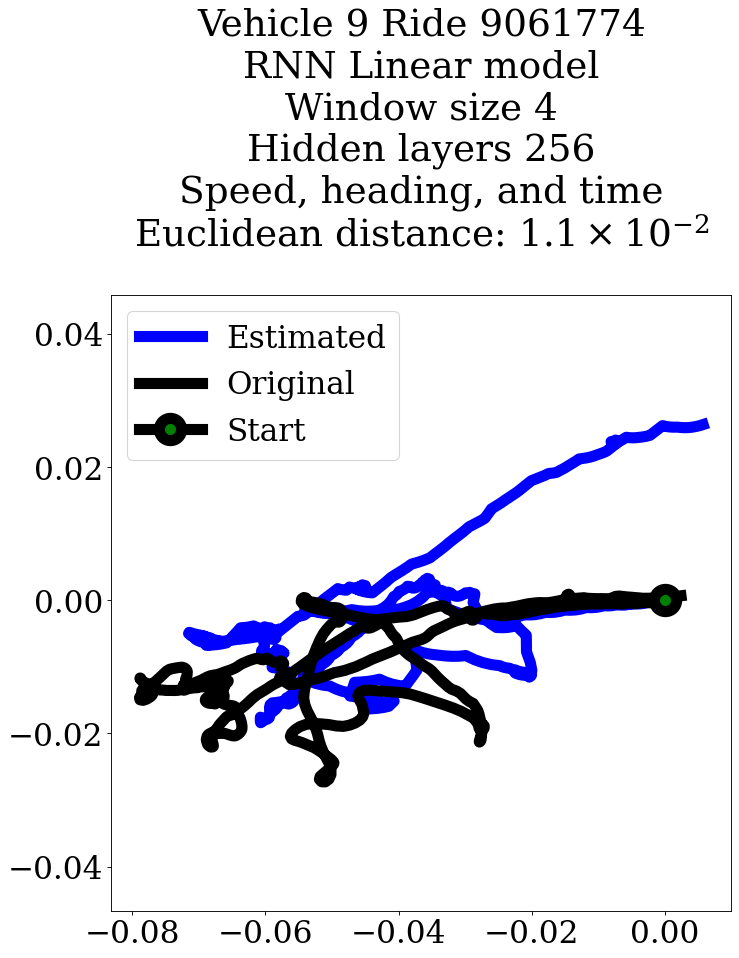 Vehicle 9 Ride 9061774
RNN Linear model
Window size 4
Hidden layers 256
Speed, heading, and time
Euclidean distance: 1.1 × 10⁻²
Estimated
Original
Start
0.04
0.02
0.00
−0.02
−0.04
−0.08 −0.06 −0.04 −0.02 0.00